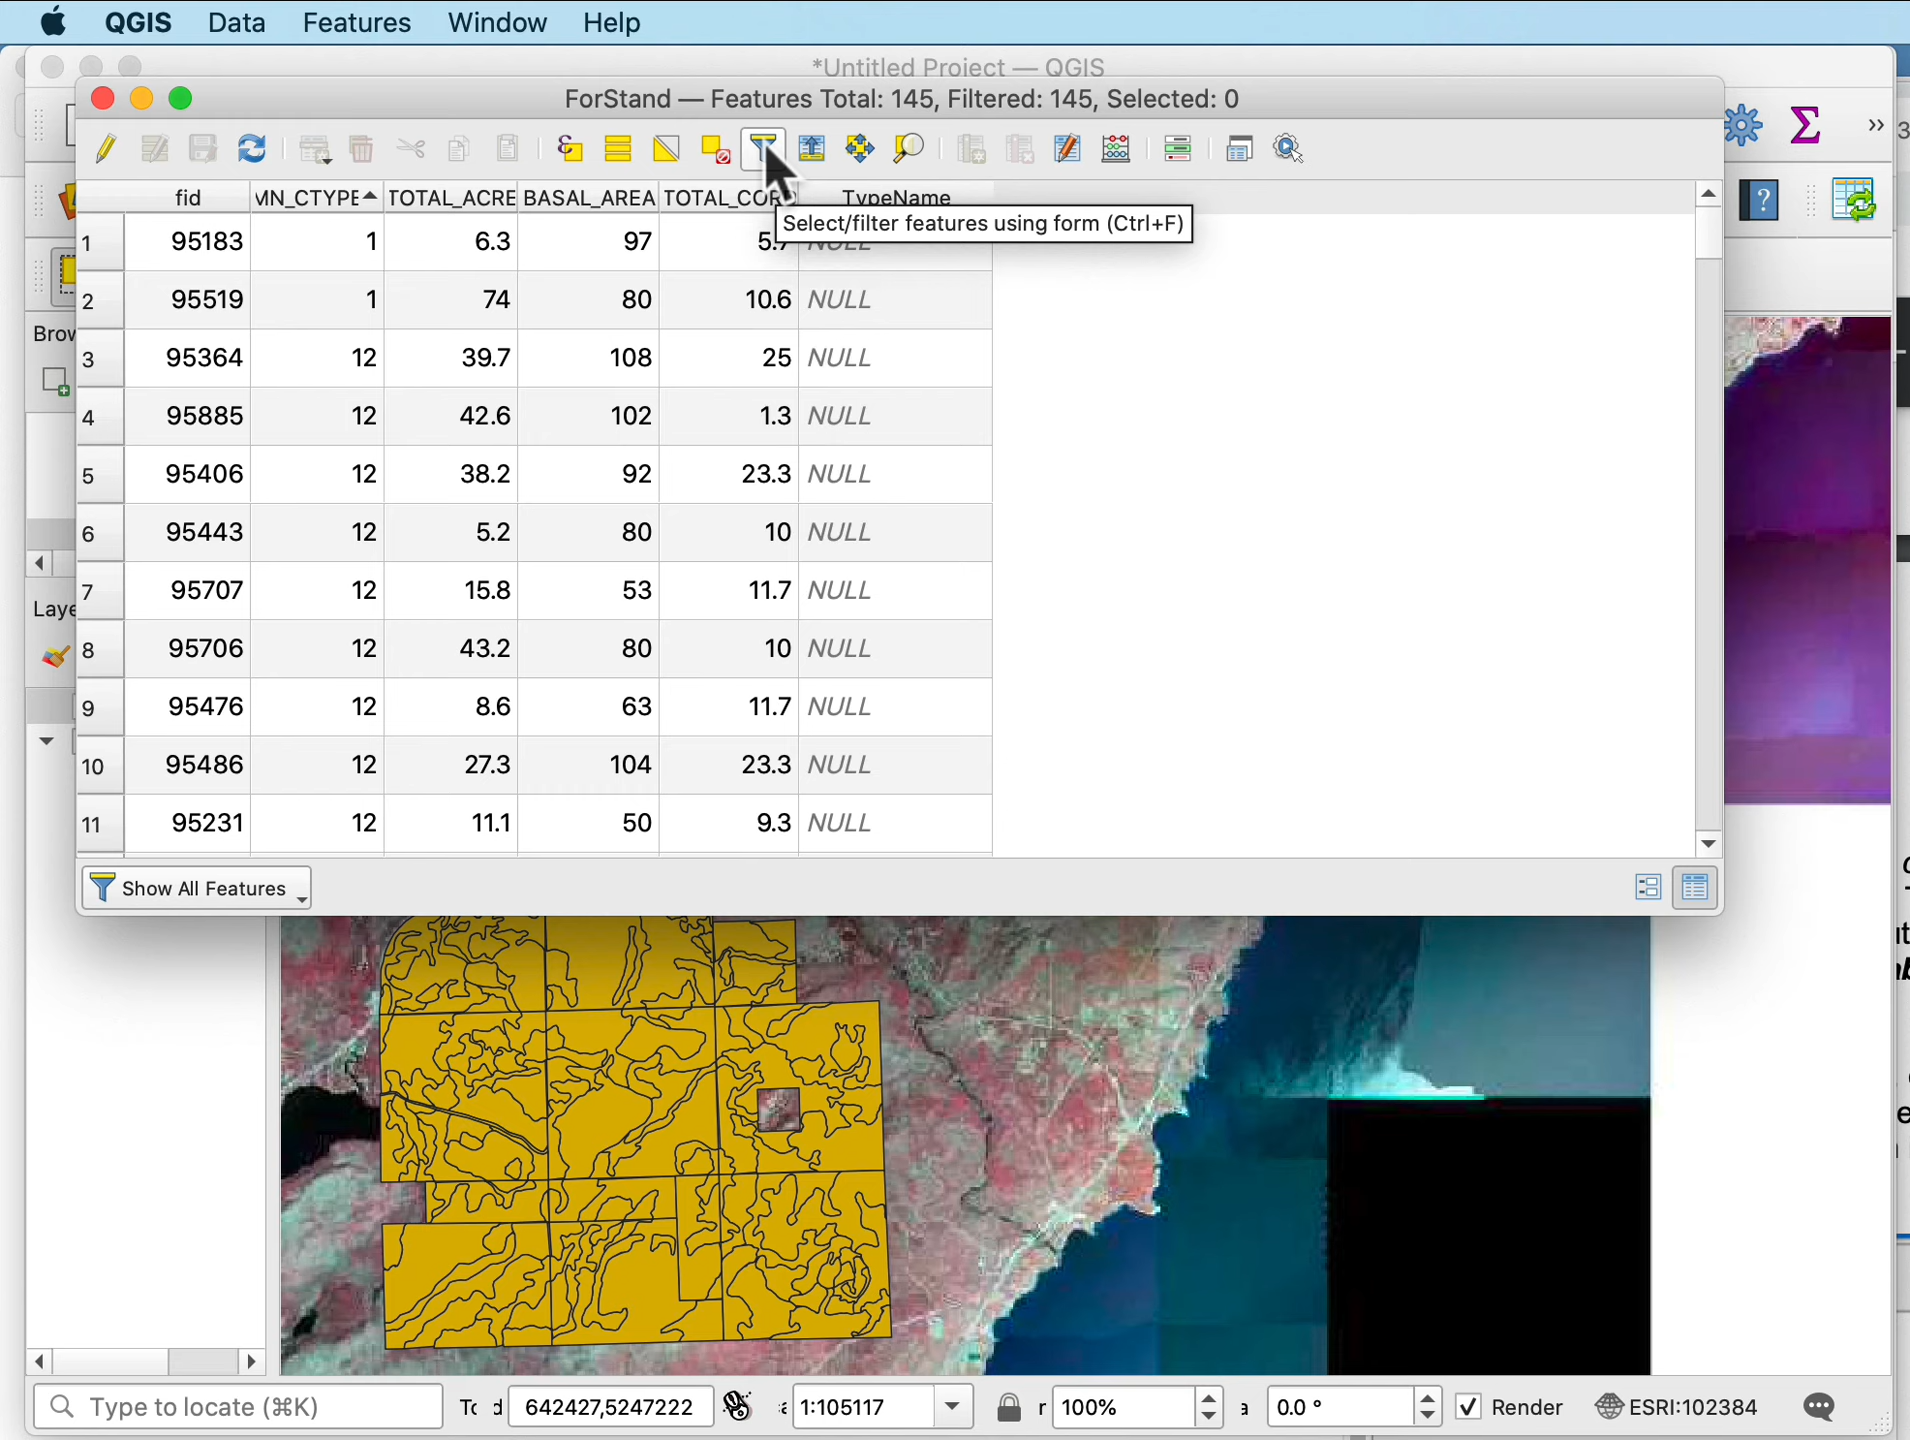 QGIS Data Features Window Help
*Untitled Project — QGIS
ForStand — Features Total: 145, Filtered: 145, Selected: 0
fid MN_CTYPE TOTAL_ACRE BASAL_AREA TOTAL_COR TypeName
Select/filter features using form (Ctrl+F)
1 95183 1 6.3 97 5.7 NULL
2 95519 1 74 80 10.6 NULL
3 95364 12 39.7 108 25 NULL
4 95885 12 42.6 102 1.3 NULL
5 95406 12 38.2 92 23.3 NULL
6 95443 12 5.2 80 10 NULL
7 95707 12 15.8 53 11.7 NULL
8 95706 12 43.2 80 10 NULL
9 95476 12 8.6 63 11.7 NULL
10 95486 12 27.3 104 23.3 NULL
11 95231 12 11.1 50 9.3 NULL
Brow
Laye
Show All Features
Type to locate (⌘K) 642427,5247222 1:105117 100% 0.0 ° Render ESRI:102384